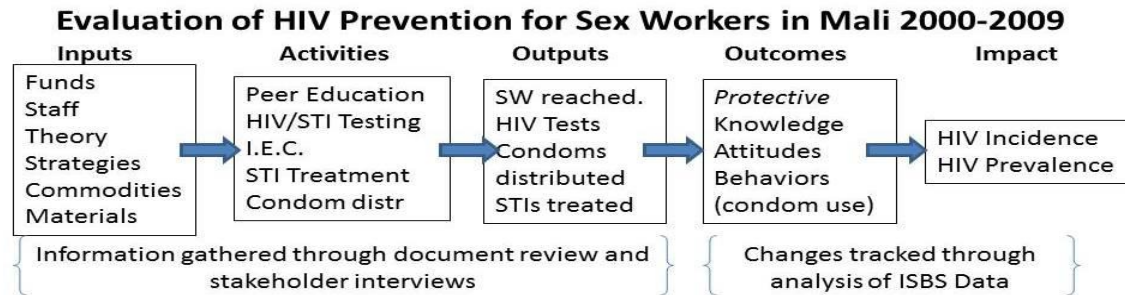 Evaluation of HIV Prevention for Sex Workers in Mali 2000-2009
Inputs
Funds
Staff
Theory
Strategies
Commodities
Materials
Activities
Peer Education
HIV/STI Testing
I.E.C.
STI Treatment
Condom distr
Outputs
SW reached.
HIV Tests
Condoms
distributed
STIs treated
Outcomes
Protective
Knowledge
Attitudes
Behaviors
(condom use)
Impact
HIV Incidence
HIV Prevalence
Information gathered through document review and
stakeholder interviews
Changes tracked through
analysis of ISBS Data